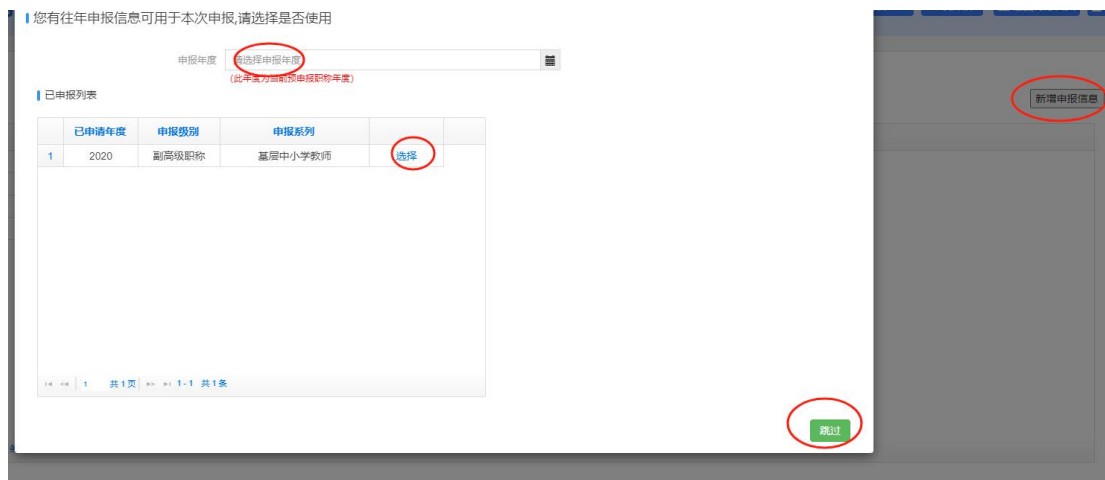 您有往年申报信息可用于本次申报,请选择是否使用
申报年度 请选择申报年度
(此年度为当前预申报职称年度)
已申报列表
新增申报信息
已申请年度 申报级别 申报系列
1 2020 副高级职称 基层中小学教师 选择
1 共1页 1-1 共1条
跳过